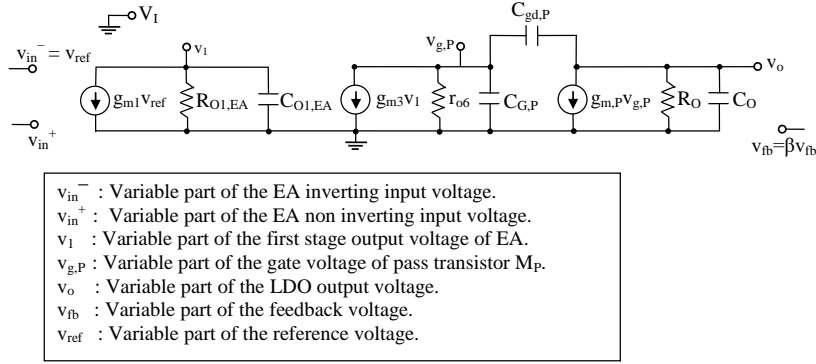 V_I
C_gd,P
v_in^− = v_ref
v_1
v_g,P
v_o
g_m1v_ref
R_O1,EA
C_O1,EA
g_m3v_1
r_o6
C_G,P
g_m,Pv_g,P
R_O
C_O
v_in^+
v_fb=βv_fb
v_in^− : Variable part of the EA inverting input voltage.
v_in^+ : Variable part of the EA non inverting input voltage.
v_1 : Variable part of the first stage output voltage of EA.
v_g,P : Variable part of the gate voltage of pass transistor M_P.
v_o : Variable part of the LDO output voltage.
v_fb : Variable part of the feedback voltage.
v_ref : Variable part of the reference voltage.